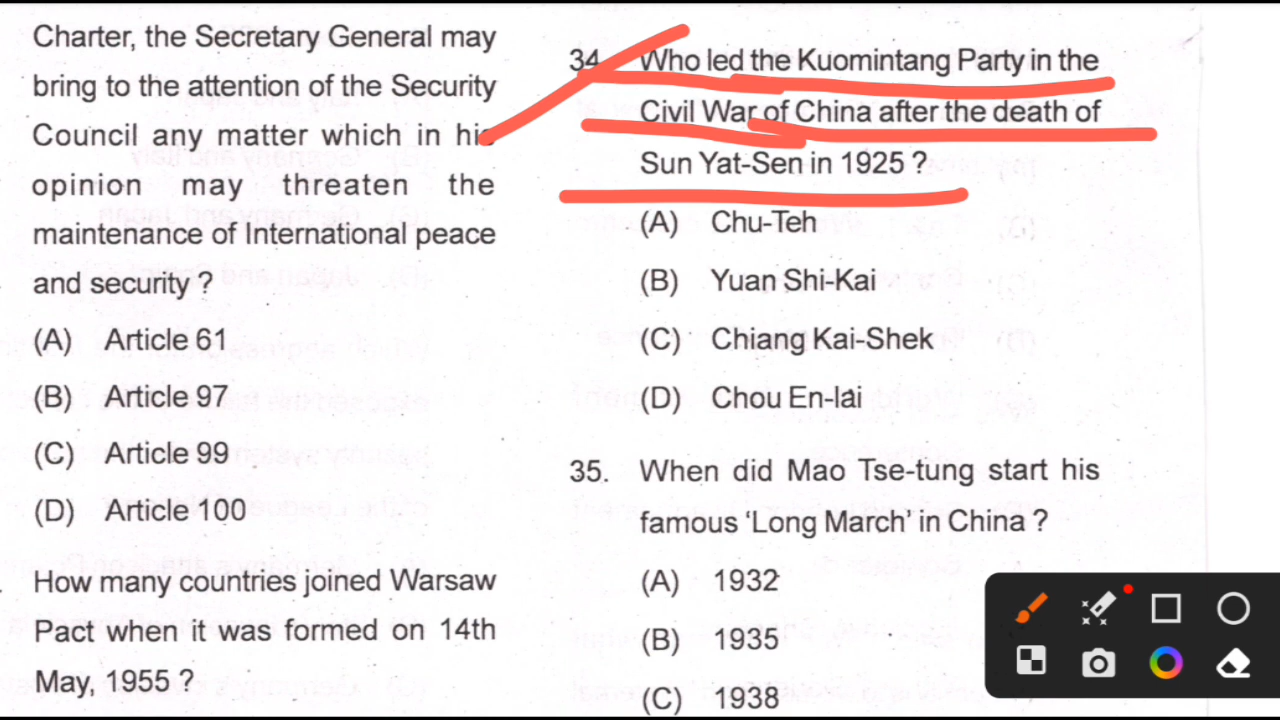 Charter, the Secretary General may
bring to the attention of the Security
Council any matter which in his
opinion may threaten the
maintenance of International peace
and security ?
(A) Article 61
(B) Article 97
(C) Article 99
(D) Article 100
How many countries joined Warsaw
Pact when it was formed on 14th
May, 1955 ?
34. Who led the Kuomintang Party in the
Civil War of China after the death of
Sun Yat-Sen in 1925 ?
(A) Chu-Teh
(B) Yuan Shi-Kai
(C) Chiang Kai-Shek
(D) Chou En-lai
35. When did Mao Tse-tung start his
famous ‘Long March’ in China ?
(A) 1932
(B) 1935
(C) 1938